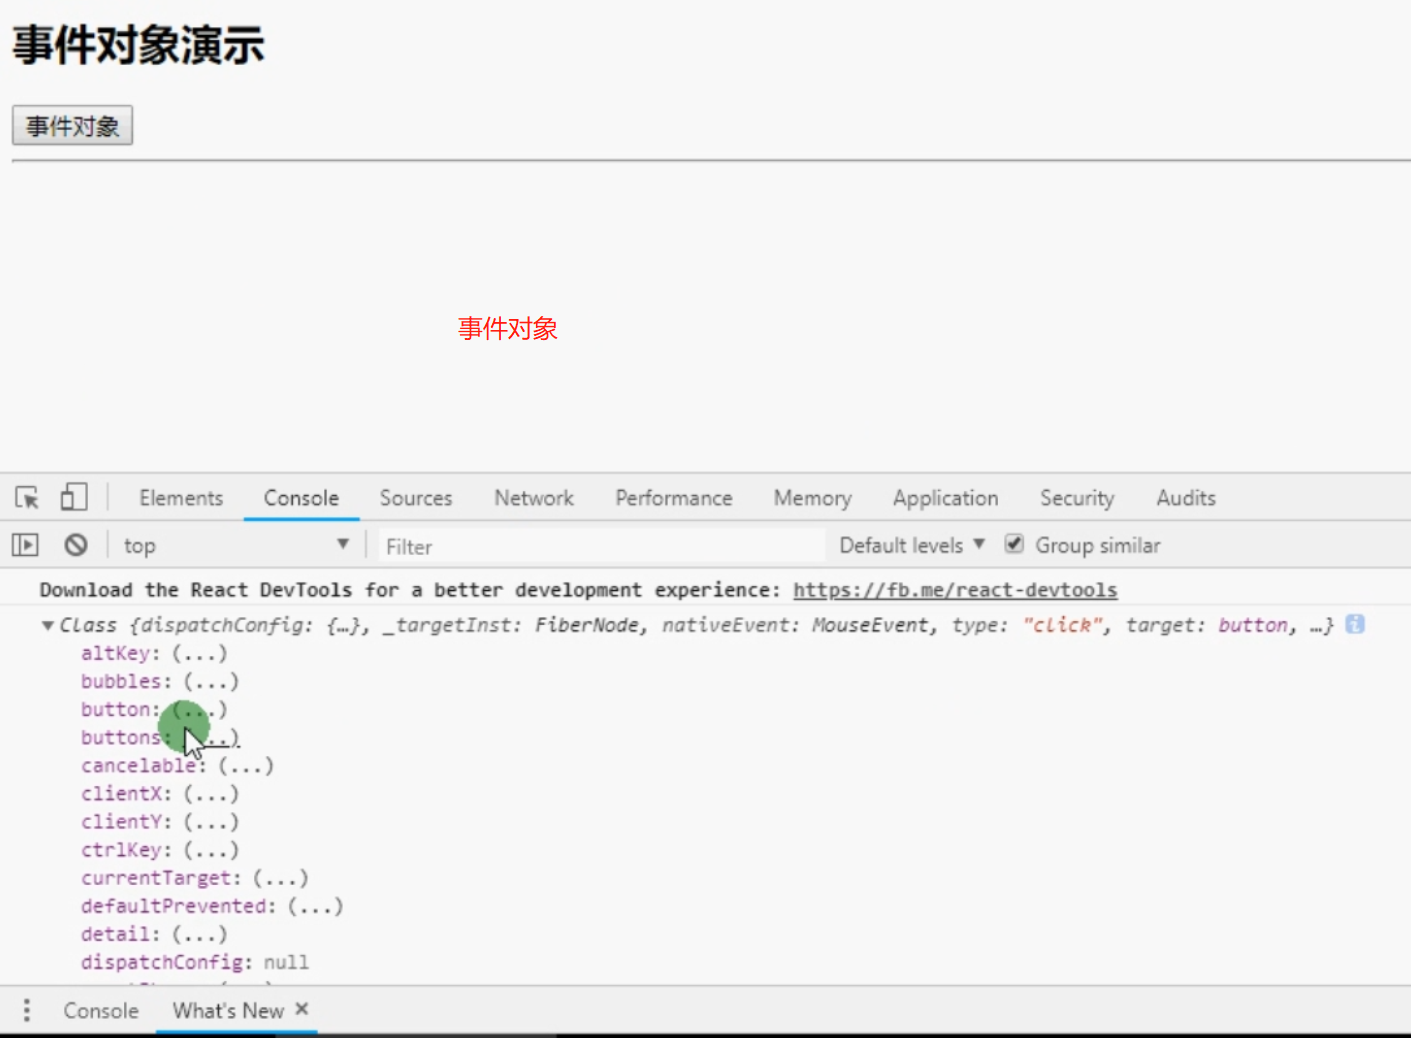 事件对象演示
事件对象
事件对象
Elements Console Sources Network Performance Memory Application Security Audits
top Filter Default levels Group similar
Download the React DevTools for a better development experience: https://fb.me/react-devtools
Class {dispatchConfig: {…}, _targetInst: FiberNode, nativeEvent: MouseEvent, type: "click", target: button, …}
altKey: (...)
bubbles: (...)
button: (...)
buttons: (...)
cancelable: (...)
clientX: (...)
clientY: (...)
ctrlKey: (...)
currentTarget: (...)
defaultPrevented: (...)
detail: (...)
dispatchConfig: null
Console What's New ×